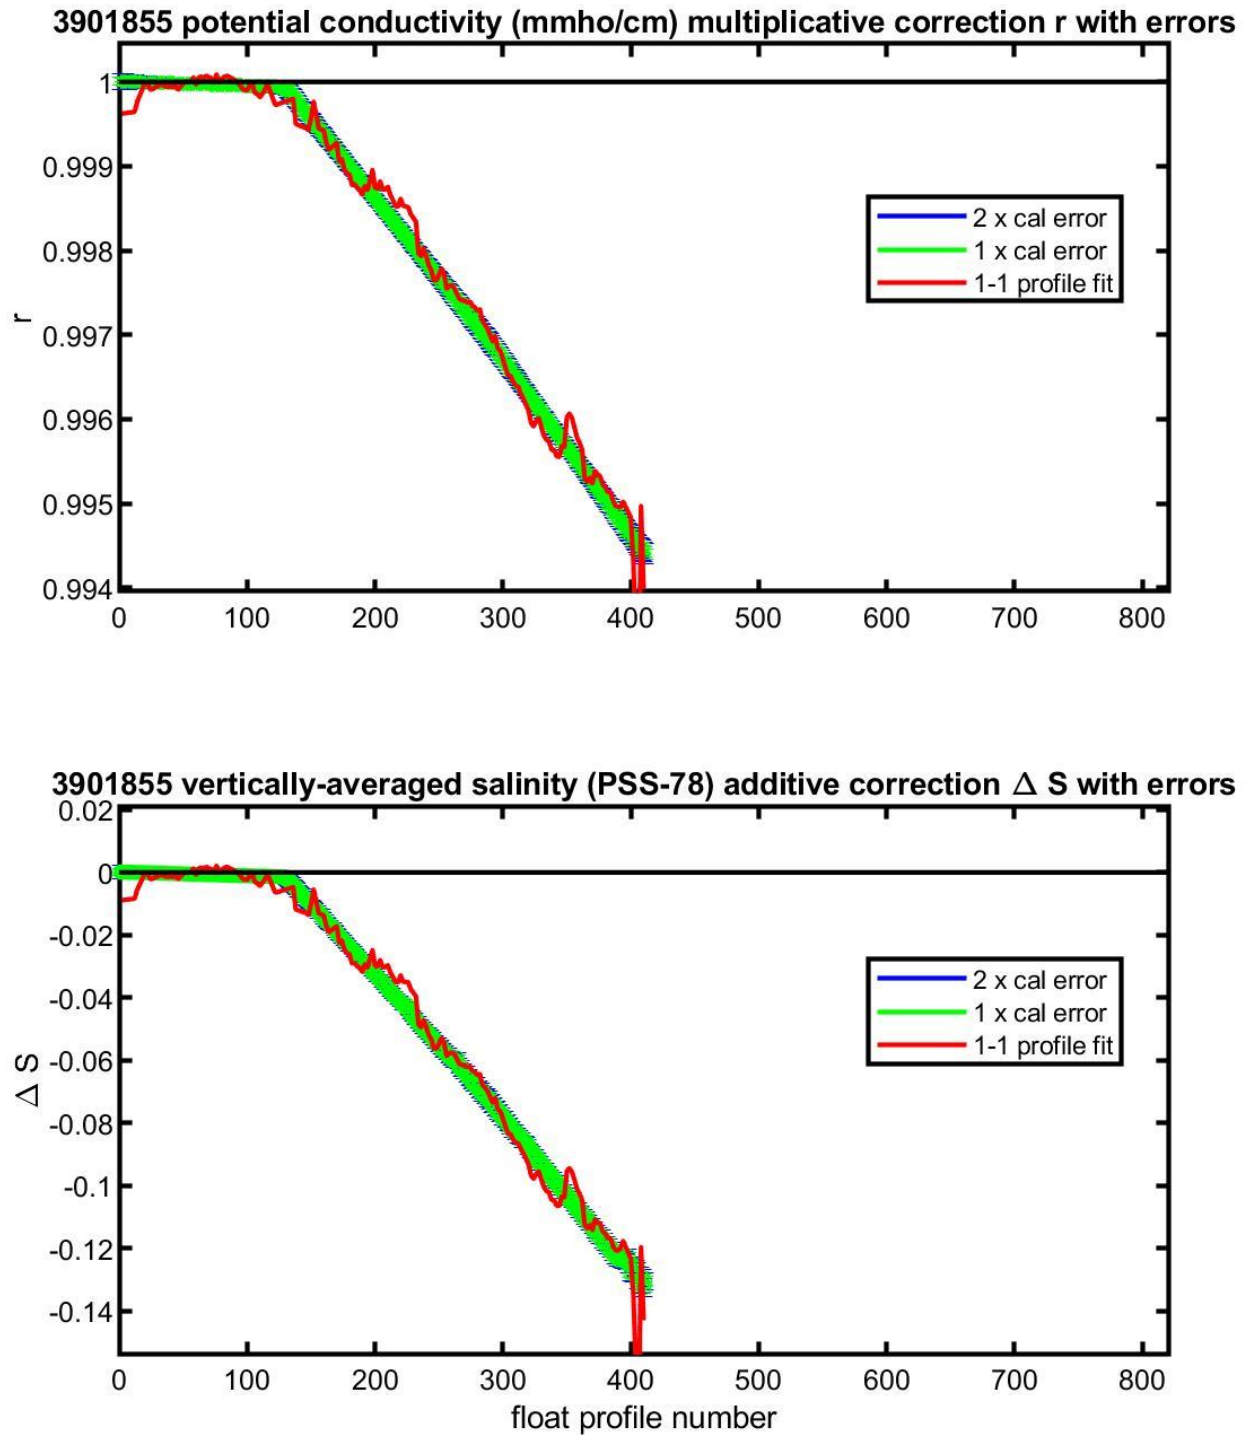 3901855 potential conductivity (mmho/cm) multiplicative correction r with errors
1
0.999
0.998
0.997
0.996
0.995
0.994
r
2 x cal error
1 x cal error
1-1 profile fit
0 100 200 300 400 500 600 700 800
3901855 vertically-averaged salinity (PSS-78) additive correction Δ S with errors
0.02
0
-0.02
-0.04
-0.06
-0.08
-0.1
-0.12
-0.14
Δ S
2 x cal error
1 x cal error
1-1 profile fit
0 100 200 300 400 500 600 700 800
float profile number